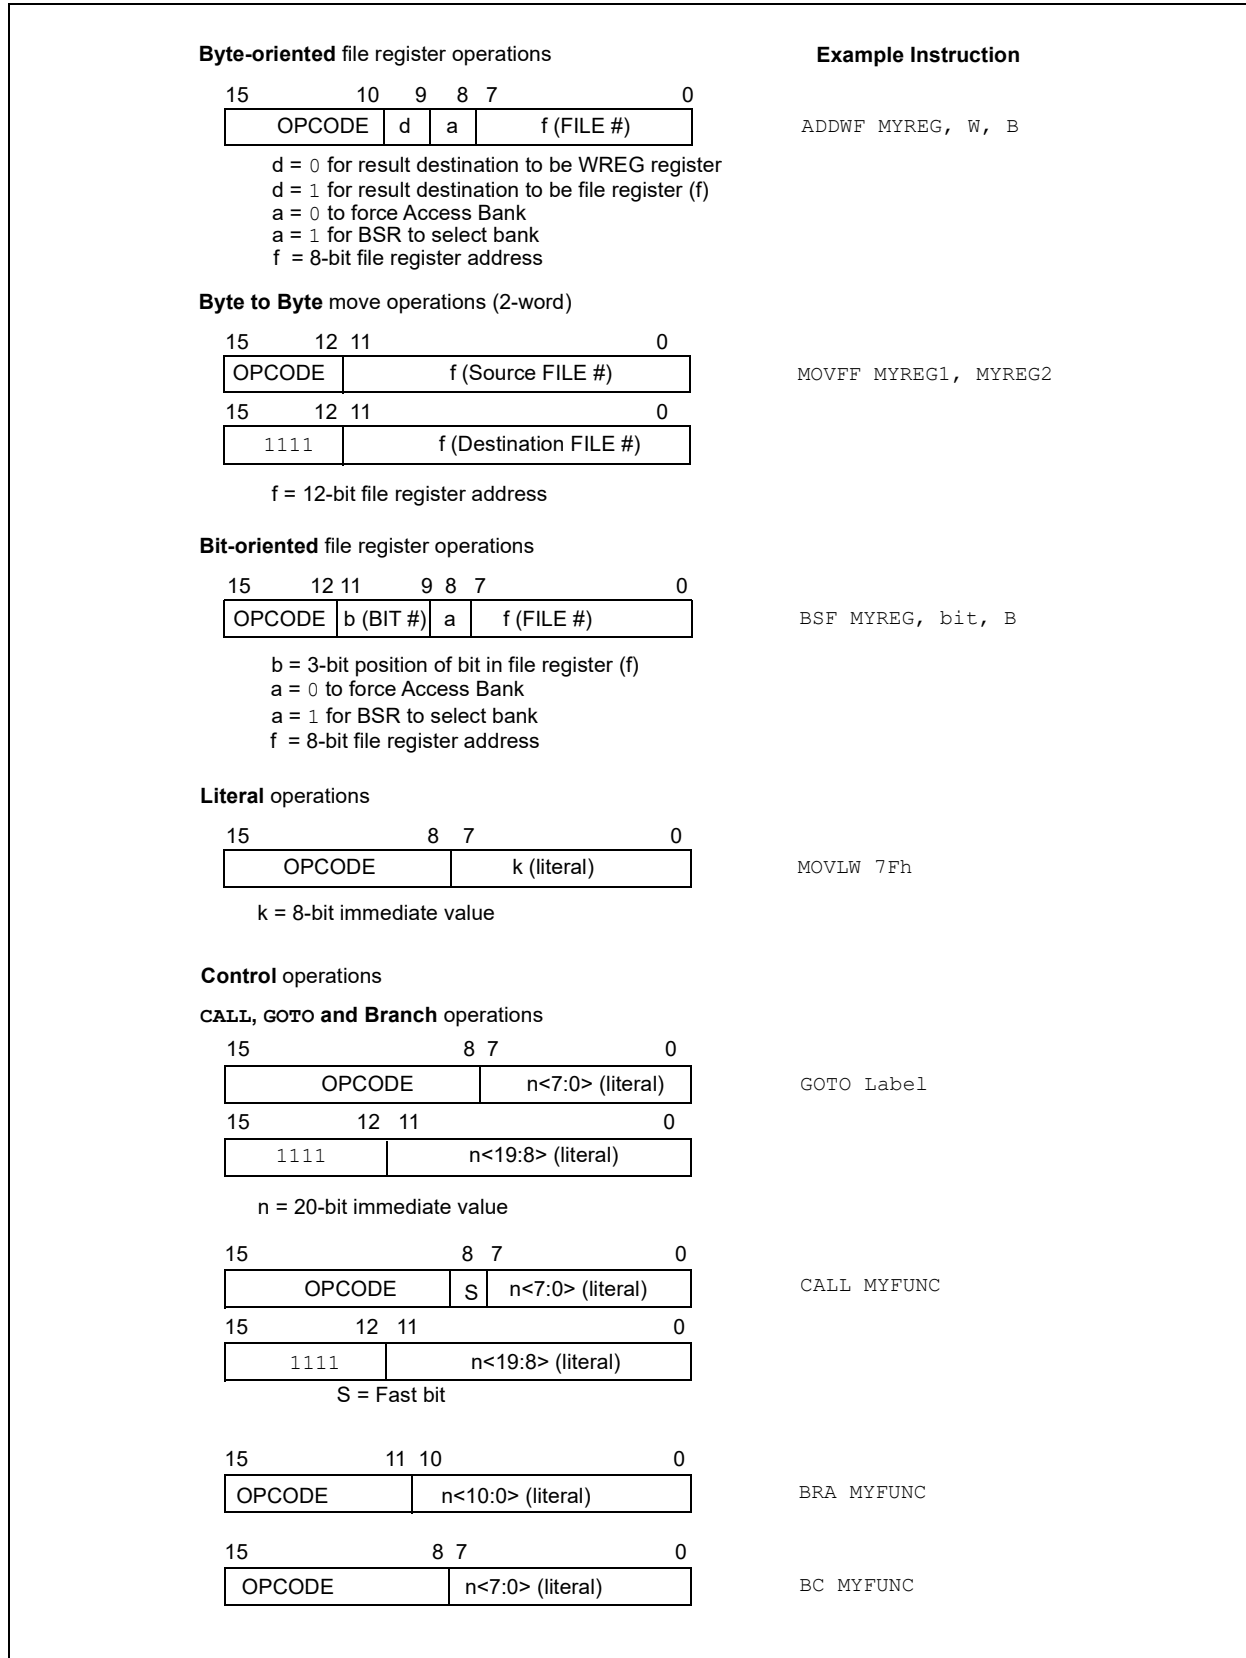 Byte-oriented file register operations Example Instruction
15 10 9 8 7 0
OPCODE d a f (FILE #) ADDWF MYREG, W, B
d = 0 for result destination to be WREG register
d = 1 for result destination to be file register (f)
a = 0 to force Access Bank
a = 1 for BSR to select bank
f = 8-bit file register address
Byte to Byte move operations (2-word)
15 12 11 0
OPCODE f (Source FILE #) MOVFF MYREG1, MYREG2
15 12 11 0
1111 f (Destination FILE #)
f = 12-bit file register address
Bit-oriented file register operations
15 12 11 9 8 7 0
OPCODE b (BIT #) a f (FILE #) BSF MYREG, bit, B
b = 3-bit position of bit in file register (f)
a = 0 to force Access Bank
a = 1 for BSR to select bank
f = 8-bit file register address
Literal operations
15 8 7 0
OPCODE k (literal) MOVLW 7Fh
k = 8-bit immediate value
Control operations
CALL, GOTO and Branch operations
15 8 7 0
OPCODE n<7:0> (literal) GOTO Label
15 12 11 0
1111 n<19:8> (literal)
n = 20-bit immediate value
15 8 7 0
OPCODE S n<7:0> (literal) CALL MYFUNC
15 12 11 0
1111 n<19:8> (literal)
S = Fast bit
15 11 10 0
OPCODE n<10:0> (literal) BRA MYFUNC
15 8 7 0
OPCODE n<7:0> (literal) BC MYFUNC